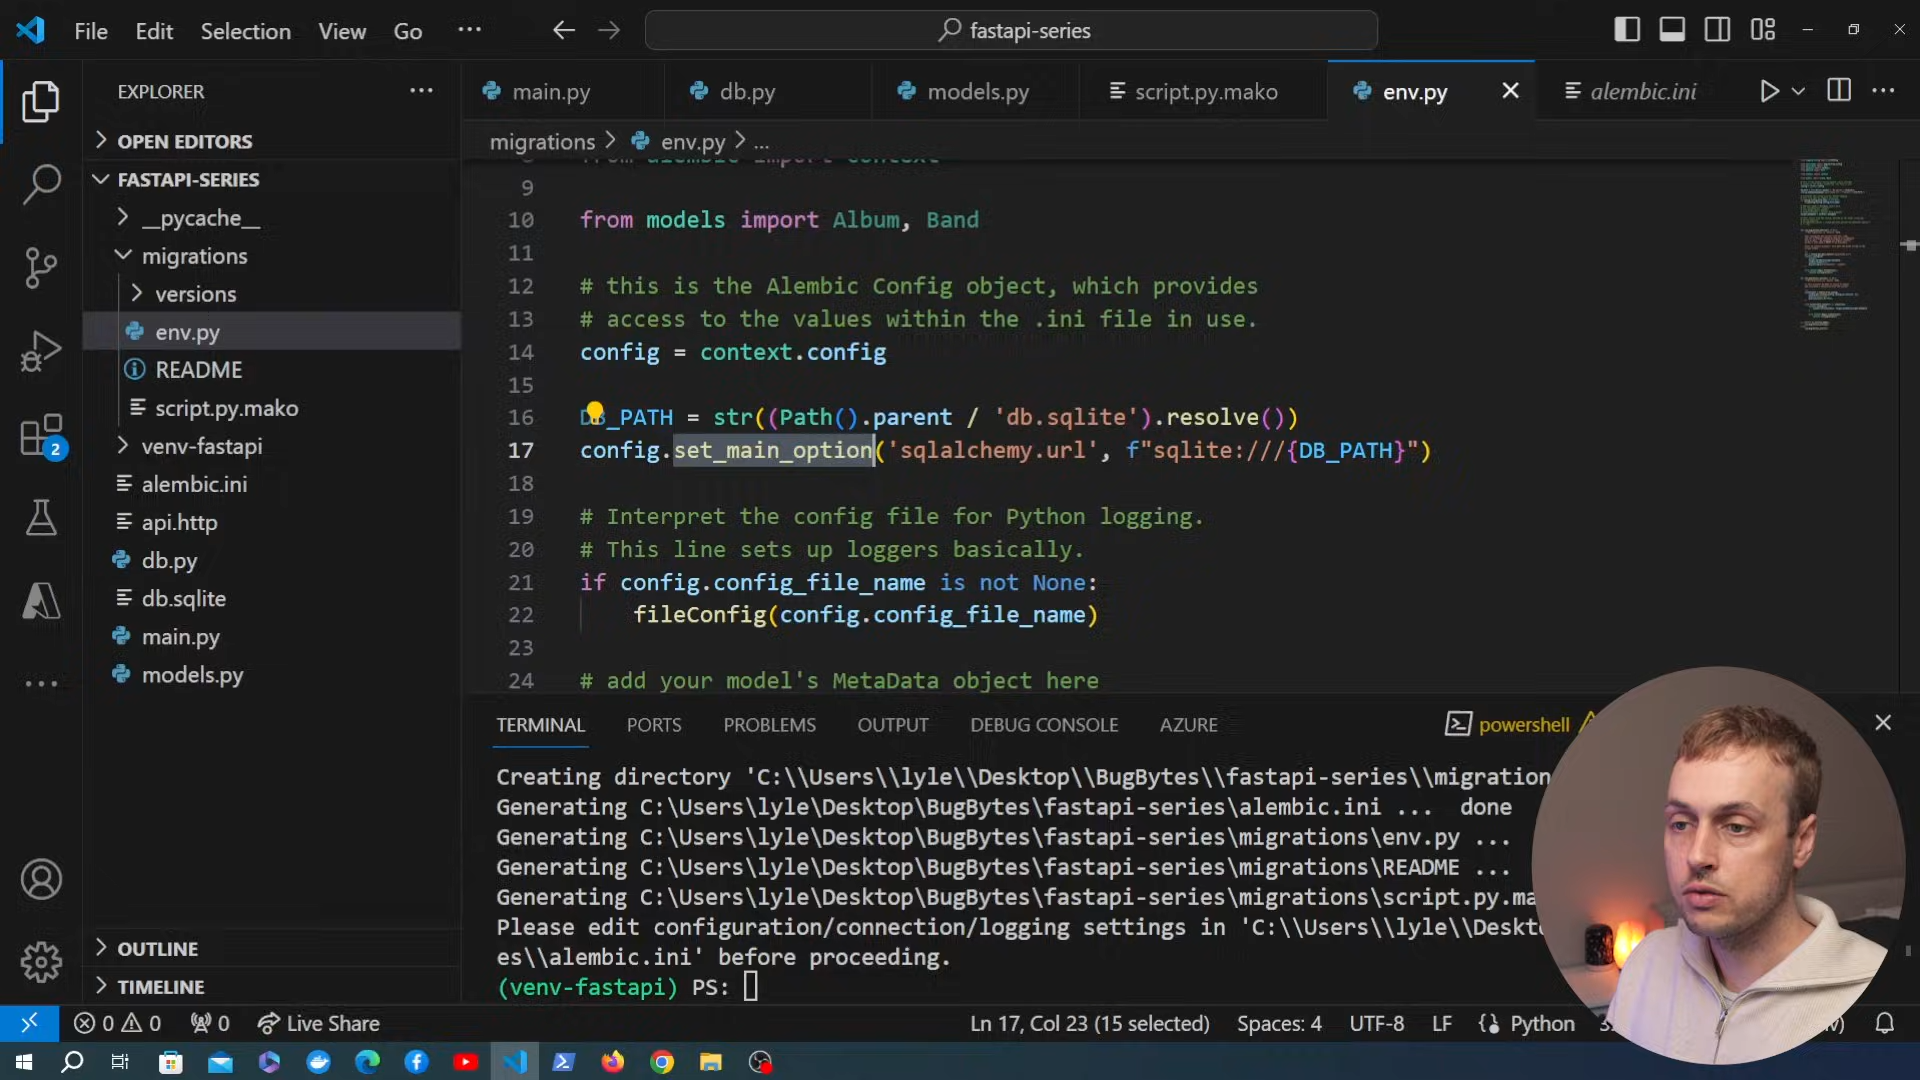 File Edit Selection View Go ... fastapi-series
EXPLORER
OPEN EDITORS
FASTAPI-SERIES
__pycache__
migrations
versions
env.py
README
script.py.mako
venv-fastapi
alembic.ini
api.http
db.py
db.sqlite
main.py
models.py
OUTLINE
TIMELINE
2
main.py db.py models.py script.py.mako env.py alembic.ini
migrations > env.py > ...
from alembic import context
9
10 from models import Album, Band
11
12 # this is the Alembic Config object, which provides
13 # access to the values within the .ini file in use.
14 config = context.config
15
16 DB_PATH = str((Path().parent / 'db.sqlite').resolve())
17 config.set_main_option('sqlalchemy.url', f"sqlite:///{DB_PATH}")
18
19 # Interpret the config file for Python logging.
20 # This line sets up loggers basically.
21 if config.config_file_name is not None:
22 fileConfig(config.config_file_name)
23
24 # add your model's MetaData object here
TERMINAL PORTS PROBLEMS OUTPUT DEBUG CONSOLE AZURE powershell
Creating directory 'C:\\Users\\lyle\\Desktop\\BugBytes\\fastapi-series\\migration
Generating C:\Users\lyle\Desktop\BugBytes\fastapi-series\alembic.ini ... done
Generating C:\Users\lyle\Desktop\BugBytes\fastapi-series\migrations\env.py ...
Generating C:\Users\lyle\Desktop\BugBytes\fastapi-series\migrations\README ...
Generating C:\Users\lyle\Desktop\BugBytes\fastapi-series\migrations\script.py.ma
Please edit configuration/connection/logging settings in 'C:\\Users\\lyle\\Deskto
es\\alembic.ini' before proceeding.
(venv-fastapi) PS:
0 0 0 Live Share Ln 17, Col 23 (15 selected) Spaces: 4 UTF-8 LF Python